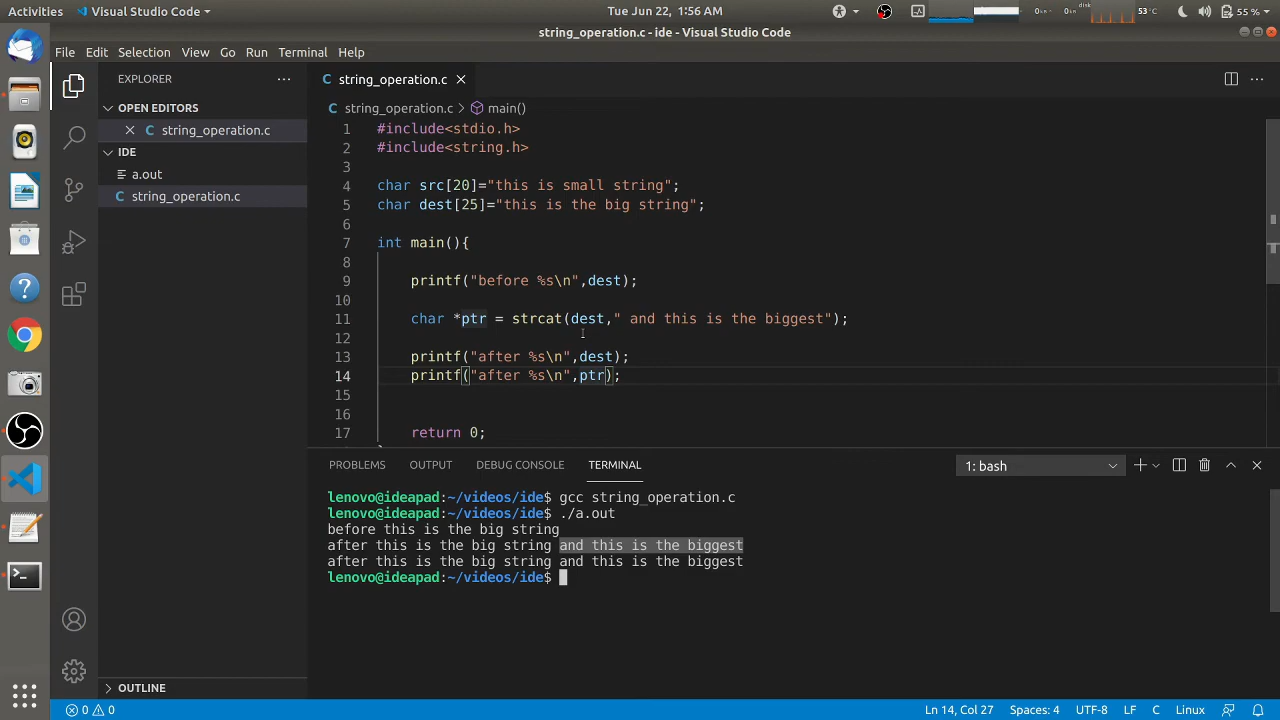 Activities Visual Studio Code Tue Jun 22, 1:56 AM 53°C 55 %
string_operation.c - ide - Visual Studio Code
File Edit Selection View Go Run Terminal Help
EXPLORER
OPEN EDITORS
string_operation.c
IDE
a.out
string_operation.c
OUTLINE
C string_operation.c
C string_operation.c > main()
1 #include<stdio.h>
2 #include<string.h>
3
4 char src[20]="this is small string";
5 char dest[25]="this is the big string";
6
7 int main(){
8
9 printf("before %s\n",dest);
10
11 char *ptr = strcat(dest," and this is the biggest");
12
13 printf("after %s\n",dest);
14 printf("after %s\n",ptr);
15
16
17 return 0;
PROBLEMS OUTPUT DEBUG CONSOLE TERMINAL 1: bash
lenovo@ideapad:~/videos/ide$ gcc string_operation.c
lenovo@ideapad:~/videos/ide$ ./a.out
before this is the big string
after this is the big string and this is the biggest
after this is the big string and this is the biggest
lenovo@ideapad:~/videos/ide$
0 0 Ln 14, Col 27 Spaces: 4 UTF-8 LF C Linux